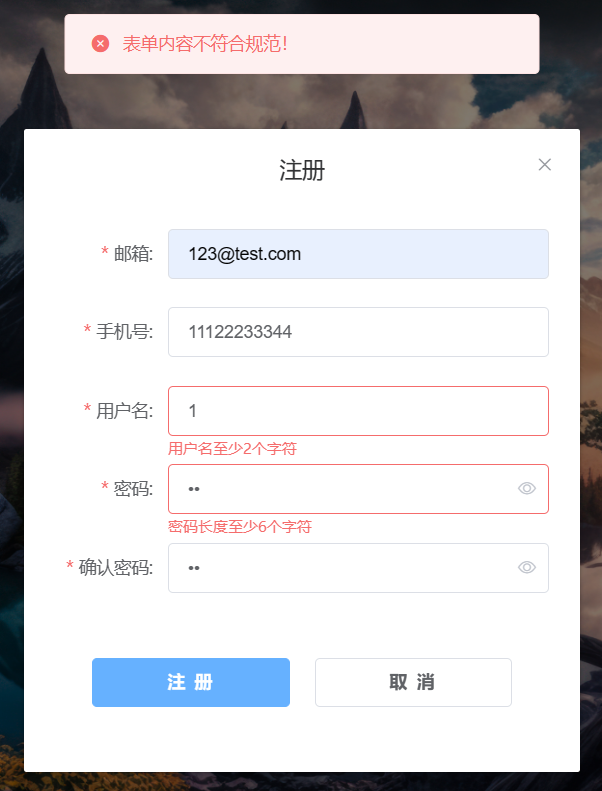 表单内容不符合规范！
注册
* 邮箱:
123@test.com
* 手机号:
11122233344
* 用户名:
1
用户名至少2个字符
* 密码:
••
密码长度至少6个字符
* 确认密码:
••
注 册
取 消